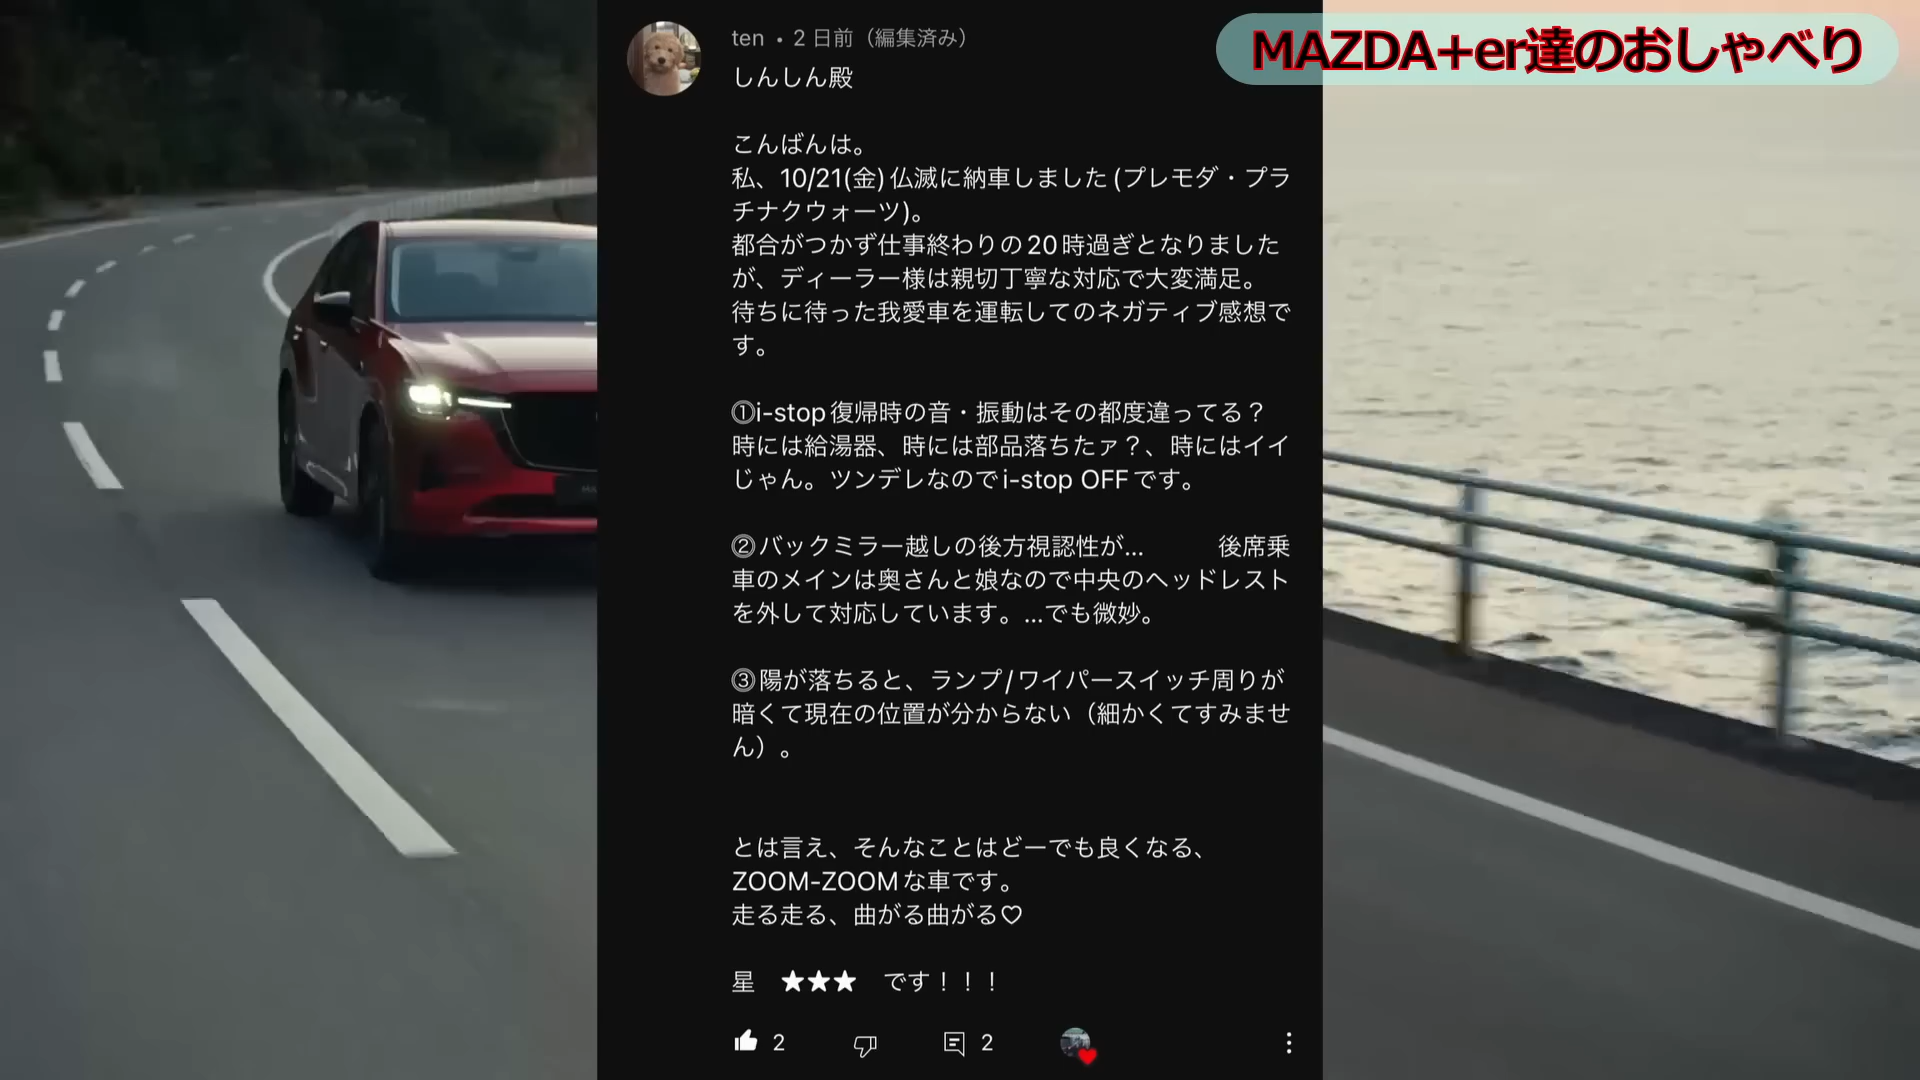 MAZDA+er達のおしゃべり
ten • 2 日前（編集済み）
しんしん殿
こんばんは。
私、10/21(金) 仏滅に納車しました (プレモダ・プラ
チナクウォーツ)。
都合がつかず仕事終わりの20時過ぎとなりました
が、ディーラー様は親切丁寧な対応で大変満足。
待ちに待った我愛車を運転してのネガティブ感想で
す。
①i-stop復帰時の音・振動はその都度違ってる？
時には給湯器、時には部品落ちたァ？、時にはイイ
じゃん。ツンデレなのでi-stop OFFです。
②バックミラー越しの後方視認性が... 後席乗
車のメインは奥さんと娘なので中央のヘッドレスト
を外して対応しています。...でも微妙。
③陽が落ちると、ランプ/ワイパースイッチ周りが
暗くて現在の位置が分からない（細かくてすみませ
ん）。
とは言え、そんなことはどーでも良くなる、
ZOOM-ZOOMな車です。
走る走る、曲がる曲がる♡
星 ★★★ です！！！
2 2